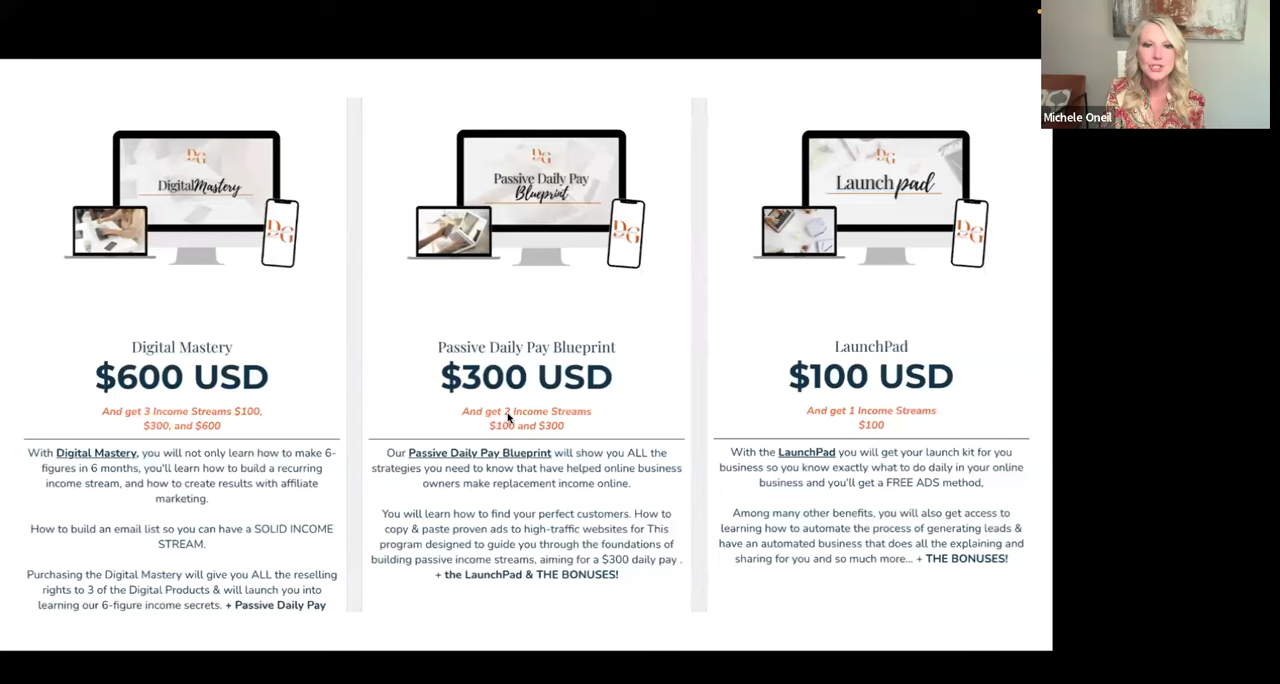 Michele Oneil
DG
Digital Mastery
DG
Digital Mastery
$600 USD
And get 3 Income Streams $100,
$300, and $600
With Digital Mastery, you will not only learn how to make 6-
figures in 6 months, you'll learn how to build a recurring
income stream, and how to create results with affiliate
marketing.
How to build an email list so you can have a SOLID INCOME
STREAM.
Purchasing the Digital Mastery will give you ALL the reselling
rights to 3 of the Digital Products & will launch you into
learning our 6-figure income secrets. + Passive Daily Pay
DG
Passive Daily Pay
Blueprint
DG
Passive Daily Pay Blueprint
$300 USD
And get 2 Income Streams
$100 and $300
Our Passive Daily Pay Blueprint will show you ALL the
strategies you need to know that have helped online business
owners make replacement income online.
You will learn how to find your perfect customers. How to
copy & paste proven ads to high-traffic websites for This
program designed to guide you through the foundations of
building passive income streams, aiming for a $300 daily pay .
+ the LaunchPad & THE BONUSES!
DG
Launch pad
DG
LaunchPad
$100 USD
And get 1 Income Streams
$100
With the LaunchPad you will get your launch kit for you
business so you know exactly what to do daily in your online
business and you'll get a FREE ADS method,
Among many other benefits, you will also get access to
learning how to automate the process of generating leads &
have an automated business that does all the explaining and
sharing for you and so much more... + THE BONUSES!